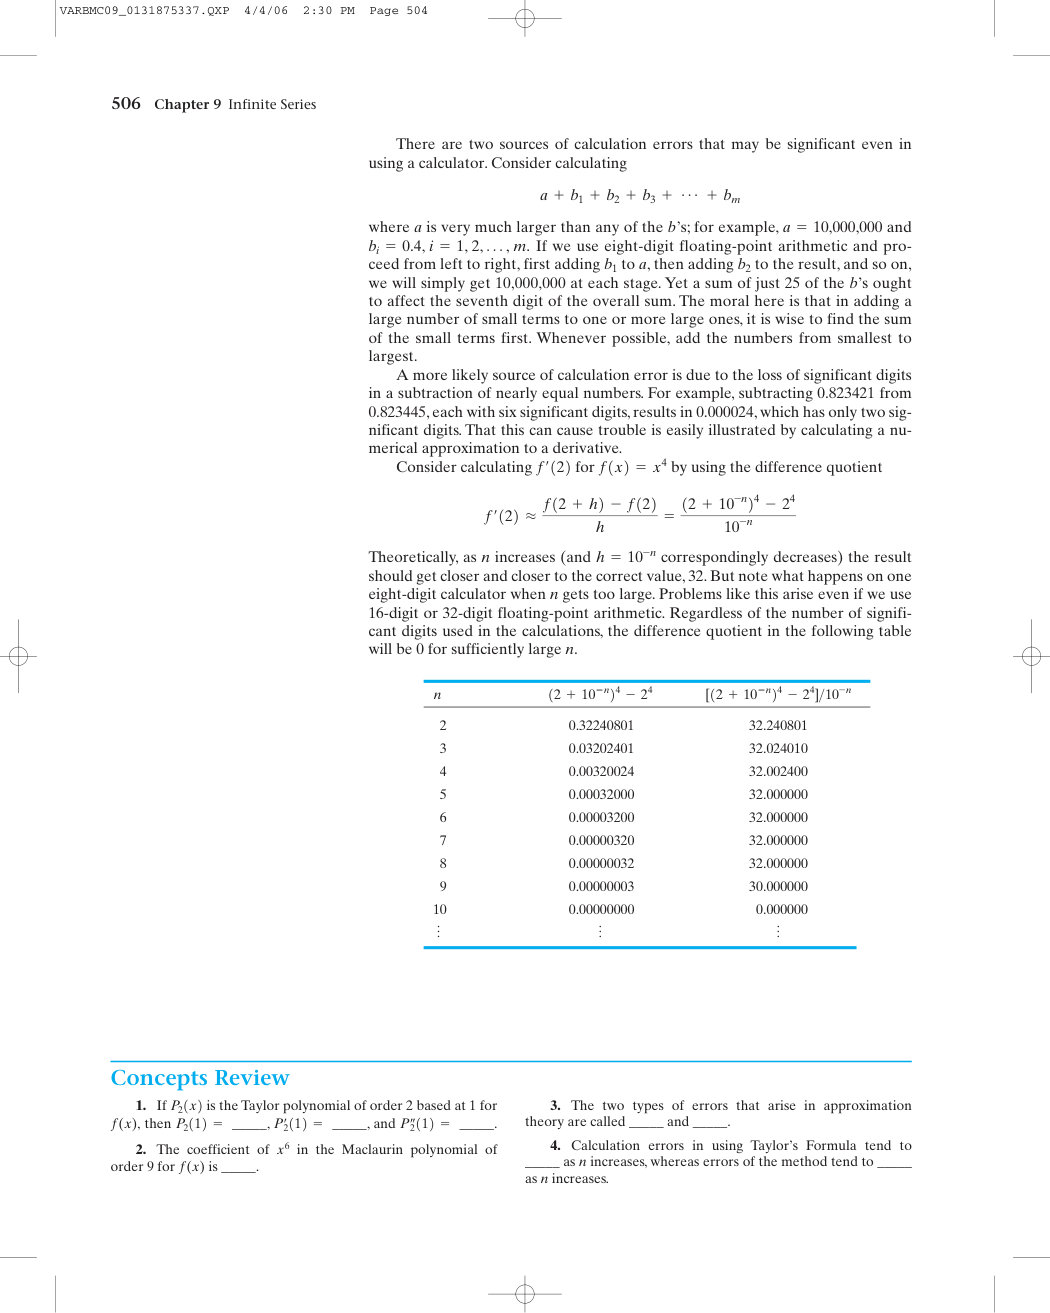 VARBMC09_0131875337.QXP 4/4/06 2:30 PM Page 504
506 Chapter 9 Infinite Series
There are two sources of calculation errors that may be significant even in
using a calculator. Consider calculating
a + b₁ + b₂ + b₃ + ⋯ + bₘ
where a is very much larger than any of the b's; for example, a = 10,000,000 and
bᵢ = 0.4, i = 1, 2, . . . , m. If we use eight-digit floating-point arithmetic and pro-
ceed from left to right, first adding b₁ to a, then adding b₂ to the result, and so on,
we will simply get 10,000,000 at each stage. Yet a sum of just 25 of the b's ought
to affect the seventh digit of the overall sum. The moral here is that in adding a
large number of small terms to one or more large ones, it is wise to find the sum
of the small terms first. Whenever possible, add the numbers from smallest to
largest.
A more likely source of calculation error is due to the loss of significant digits
in a subtraction of nearly equal numbers. For example, subtracting 0.823421 from
0.823445, each with six significant digits, results in 0.000024, which has only two sig-
nificant digits. That this can cause trouble is easily illustrated by calculating a nu-
merical approximation to a derivative.
Consider calculating f′(2) for f(x) = x⁴ by using the difference quotient
f′(2) ≈ (f(2 + h) − f(2))/h = ((2 + 10⁻ⁿ)⁴ − 2⁴)/10⁻ⁿ
Theoretically, as n increases (and h = 10⁻ⁿ correspondingly decreases) the result
should get closer and closer to the correct value, 32. But note what happens on one
eight-digit calculator when n gets too large. Problems like this arise even if we use
16-digit or 32-digit floating-point arithmetic. Regardless of the number of signifi-
cant digits used in the calculations, the difference quotient in the following table
will be 0 for sufficiently large n.
n (2 + 10⁻ⁿ)⁴ − 2⁴ [(2 + 10⁻ⁿ)⁴ − 2⁴]/10⁻ⁿ
2 0.32240801 32.240801
3 0.03202401 32.024010
4 0.00320024 32.002400
5 0.00032000 32.000000
6 0.00003200 32.000000
7 0.00000320 32.000000
8 0.00000032 32.000000
9 0.00000003 30.000000
10 0.00000000 0.000000
⋮ ⋮ ⋮
Concepts Review
1. If P₂(x) is the Taylor polynomial of order 2 based at 1 for
f(x), then P₂(1) = _____, P₂′(1) = _____, and P₂″(1) = _____.
2. The coefficient of x⁶ in the Maclaurin polynomial of
order 9 for f(x) is _____.
3. The two types of errors that arise in approximation
theory are called _____ and _____.
4. Calculation errors in using Taylor's Formula tend to
_____ as n increases, whereas errors of the method tend to _____
as n increases.